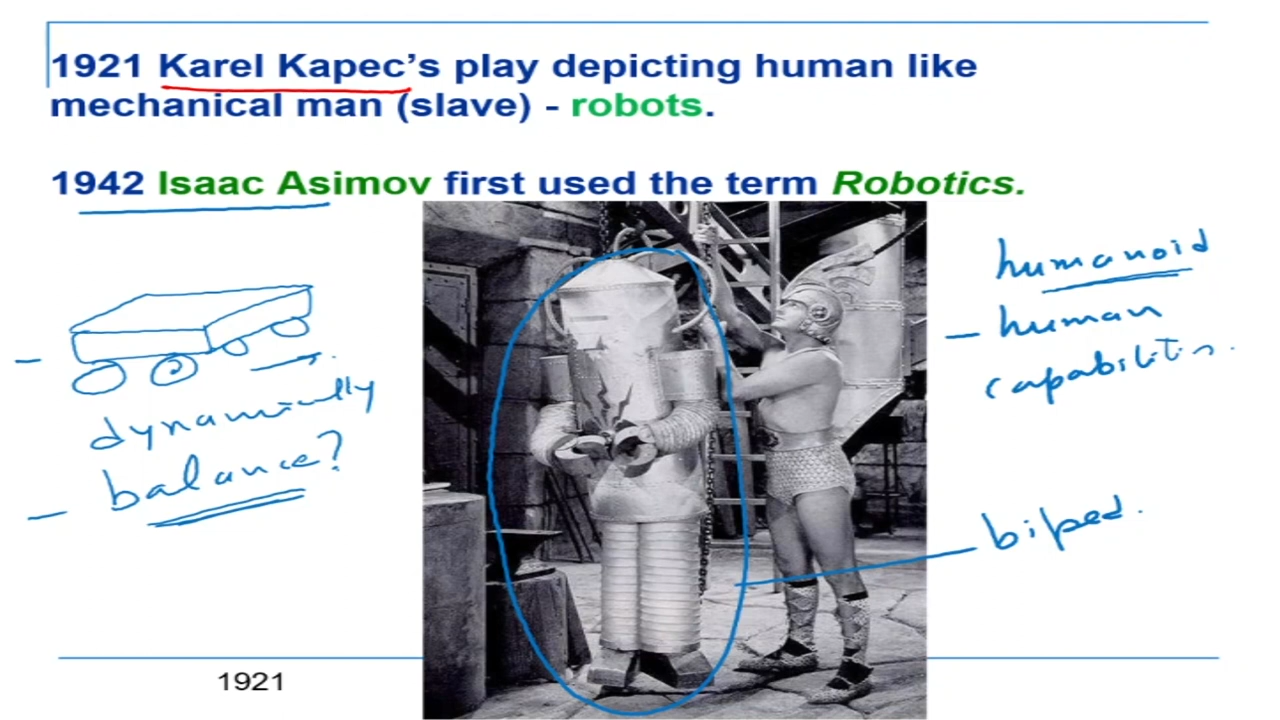 1921 Karel Kapec’s play depicting human like
mechanical man (slave) - robots.
1942 Isaac Asimov first used the term Robotics.
humanoid
– human
capabilities.
dynamically
– balance?
biped.
1921